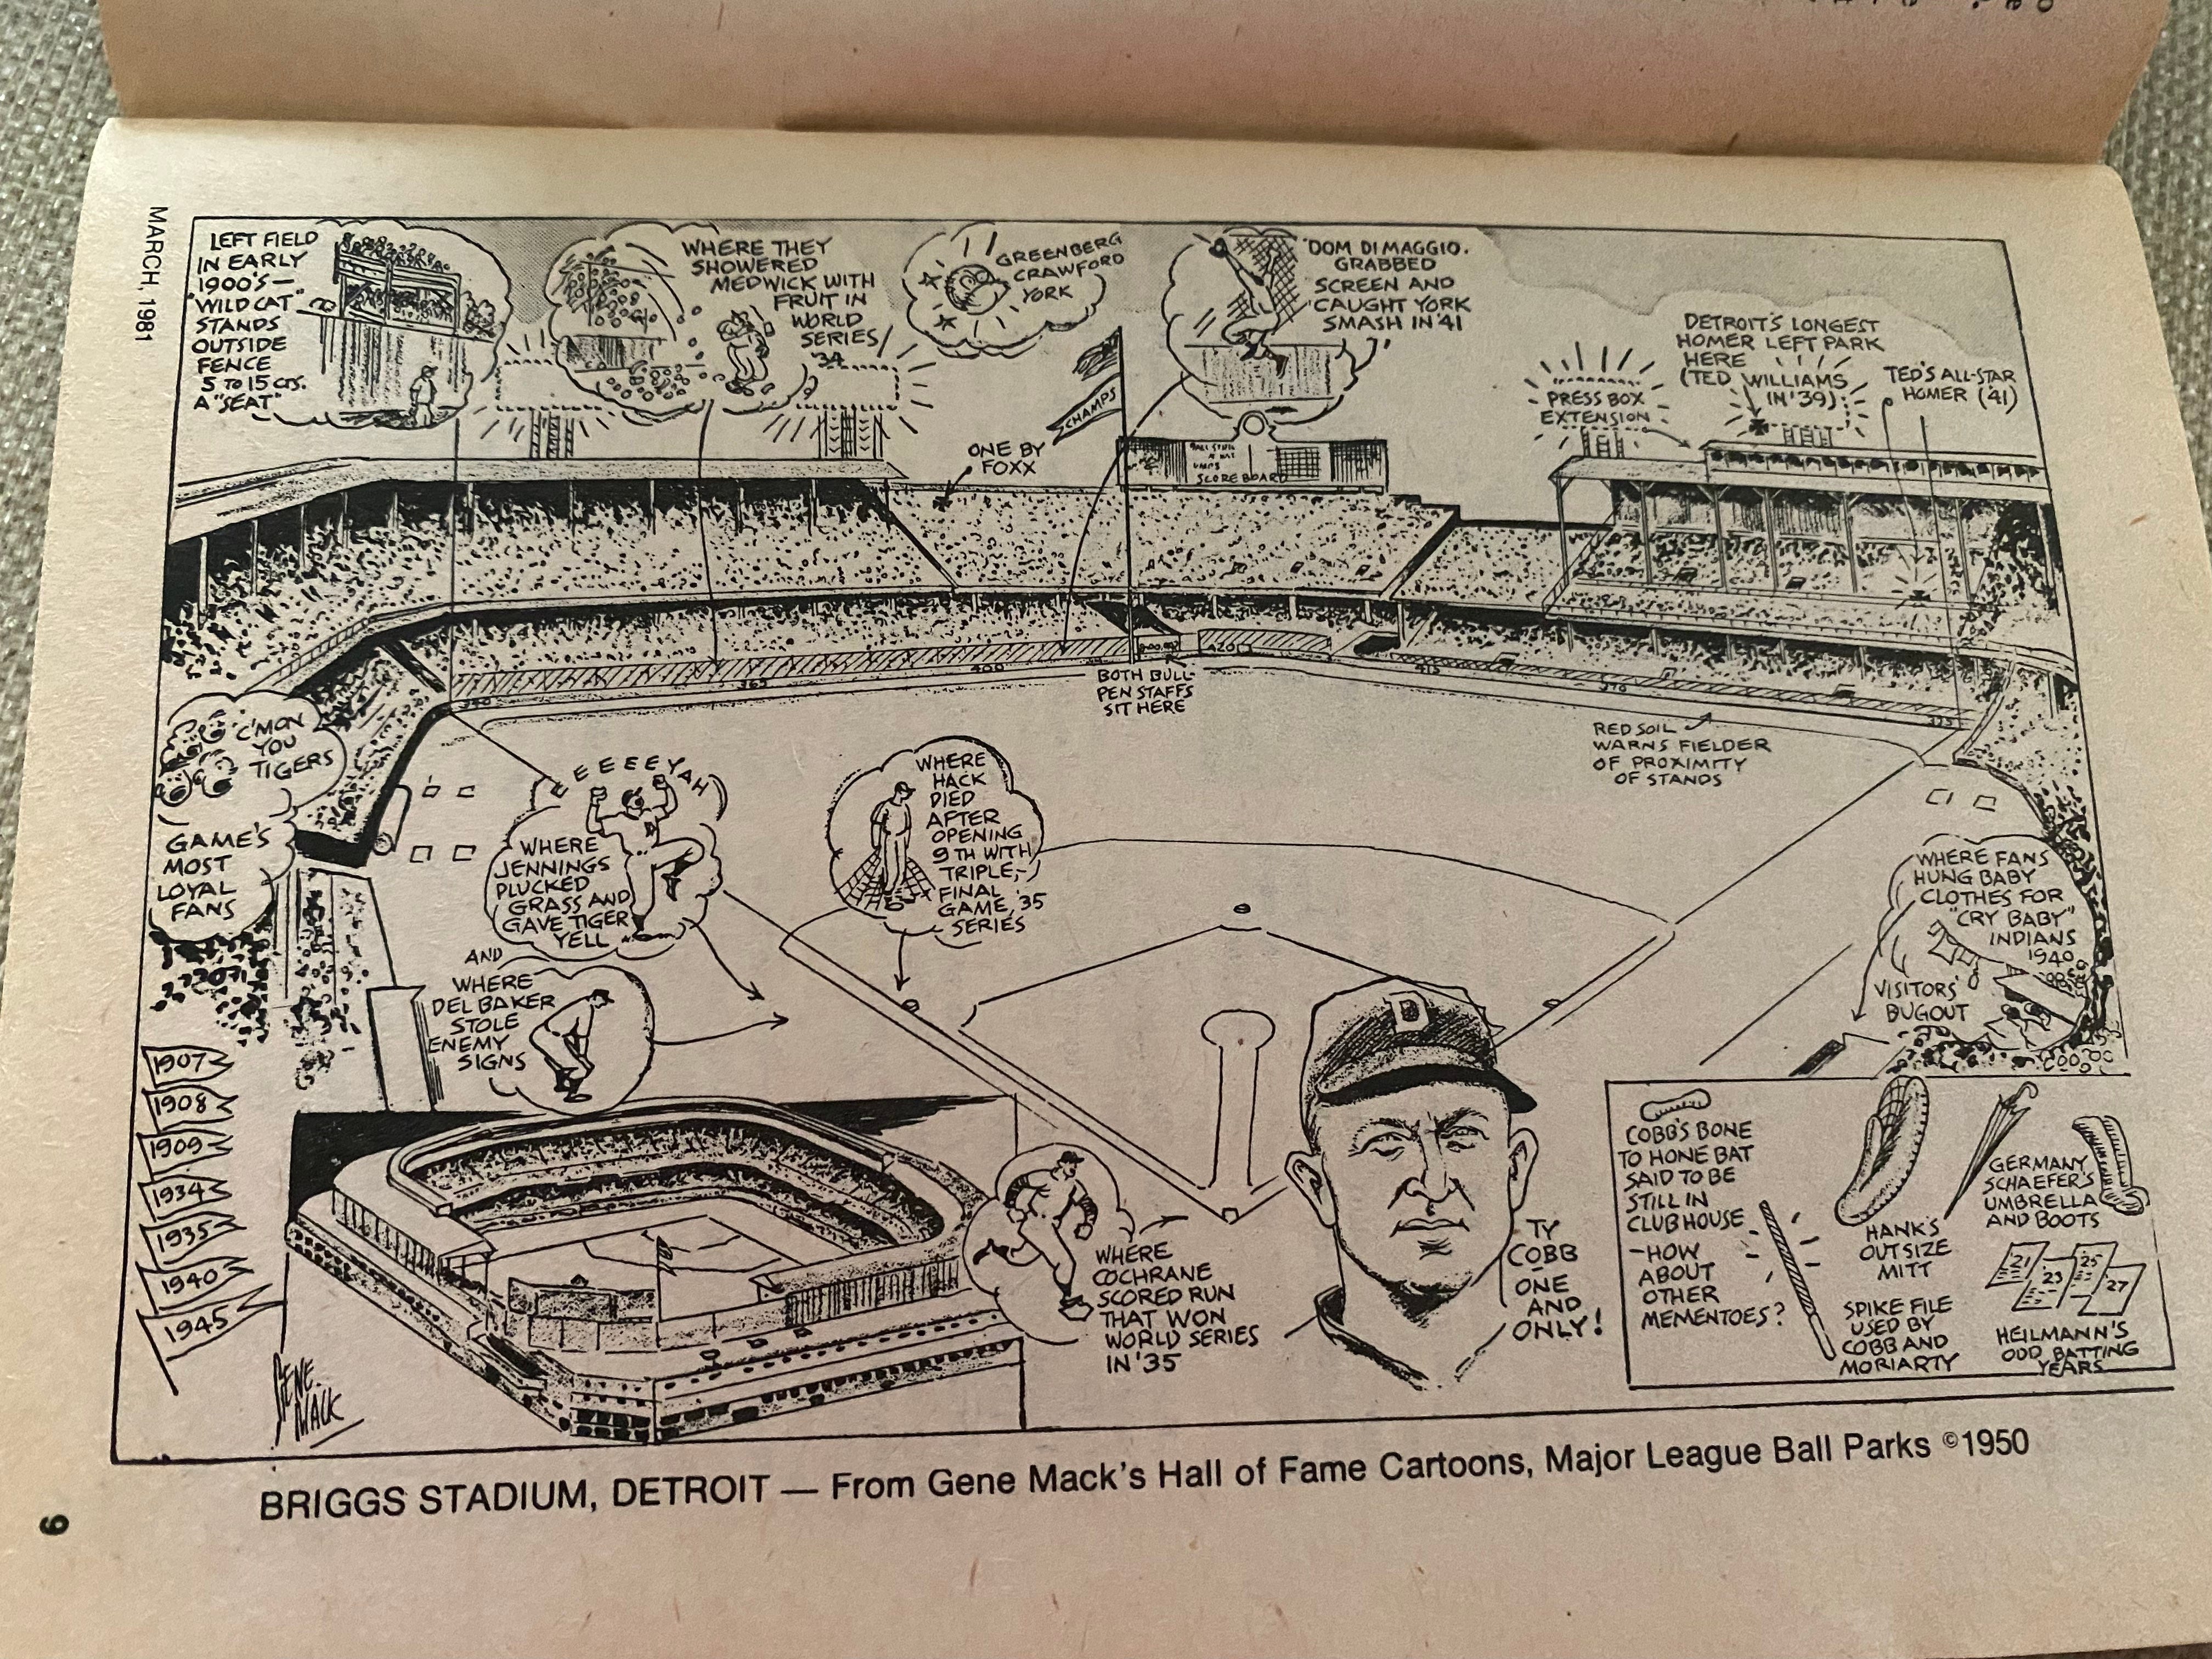 MARCH, 1981
LEFT FIELD
IN EARLY
1900'S—
"WILD CAT"
STANDS
OUTSIDE
FENCE
5 TO 15 CTS.
A "SEAT"
WHERE THEY
SHOWERED
MEDWICK WITH
FRUIT IN
WORLD
SERIES
'34
GREENBERG
CRAWFORD
YORK
DOM DIMAGGIO.
GRABBED
SCREEN AND
CAUGHT YORK
SMASH IN '41
DETROIT'S LONGEST
HOMER LEFT PARK
HERE
(TED WILLIAMS
IN '39)
TED'S ALL-STAR
HOMER ('41)
PRESS BOX
EXTENSION
CHAMPS
ONE BY
FOXX
SCORE BOARD
340
365
400
420
415
370
325
BOTH BULL-
PEN STAFFS
SIT HERE
RED SOIL
WARNS FIELDER
OF PROXIMITY
OF STANDS
C'MON
YOU
TIGERS
GAME'S
MOST
LOYAL
FANS
EEEEEYAH
WHERE
JENNINGS
PLUCKED
GRASS AND
GAVE TIGER
YELL
AND
WHERE
DEL BAKER
STOLE
ENEMY
SIGNS
WHERE
HACK
DIED
AFTER
OPENING
9TH WITH
TRIPLE,
FINAL
GAME, '35
SERIES
WHERE FANS
HUNG BABY
CLOTHES FOR
"CRY BABY"
INDIANS
1940
VISITORS'
BUGOUT
1907
1908
1909
1934
1935
1940
1945
GENE
MACK
WHERE
COCHRANE
SCORED RUN
THAT WON
WORLD SERIES
IN '35
D
TY
COBB
ONE
AND
ONLY!
COBB'S BONE
TO HONE BAT
SAID TO BE
STILL IN
CLUB HOUSE
—HOW
ABOUT
OTHER
MEMENTOES?
HANK'S
OUTSIZE
MITT
GERMANY
SCHAEFER'S
UMBRELLA
AND BOOTS
SPIKE FILE
USED BY
COBB AND
MORIARTY
21
23
25
27
HEILMANN'S
ODD BATTING
YEARS
BRIGGS STADIUM, DETROIT — From Gene Mack's Hall of Fame Cartoons, Major League Ball Parks ©1950
9